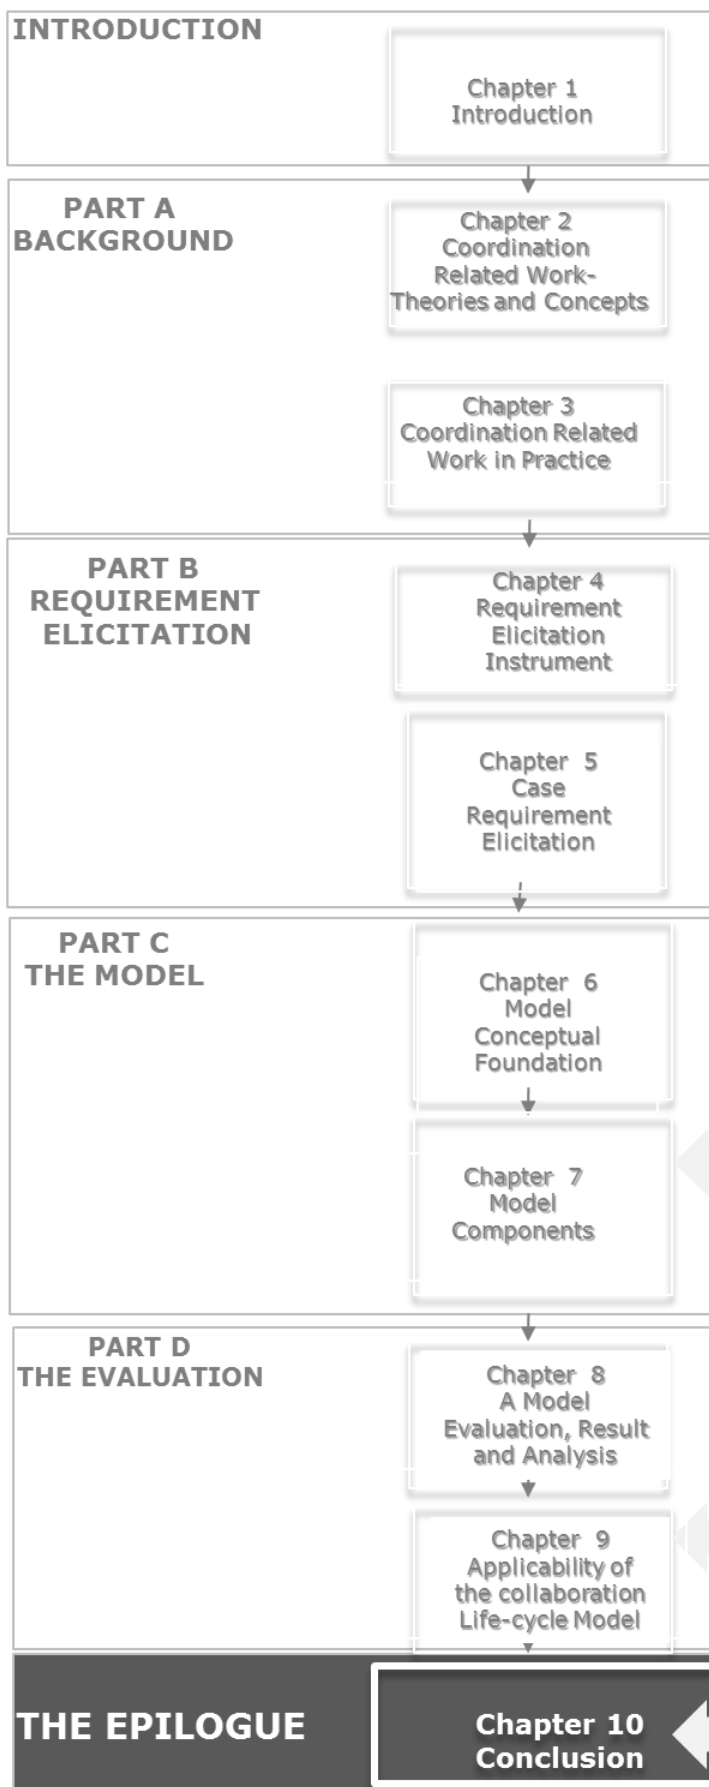 INTRODUCTION
Chapter 1
Introduction
PART A
BACKGROUND
Chapter 2
Coordination
Related Work-
Theories and Concepts
Chapter 3
Coordination Related
Work in Practice
PART B
REQUIREMENT
ELICITATION
Chapter 4
Requirement
Elicitation
Instrument
Chapter 5
Case
Requirement
Elicitation
PART C
THE MODEL
Chapter 6
Model
Conceptual
Foundation
Chapter 7
Model
Components
PART D
THE EVALUATION
Chapter 8
A Model
Evaluation, Result
and Analysis
Chapter 9
Applicability of
the collaboration
Life-cycle Model
THE EPILOGUE
Chapter 10
Conclusion